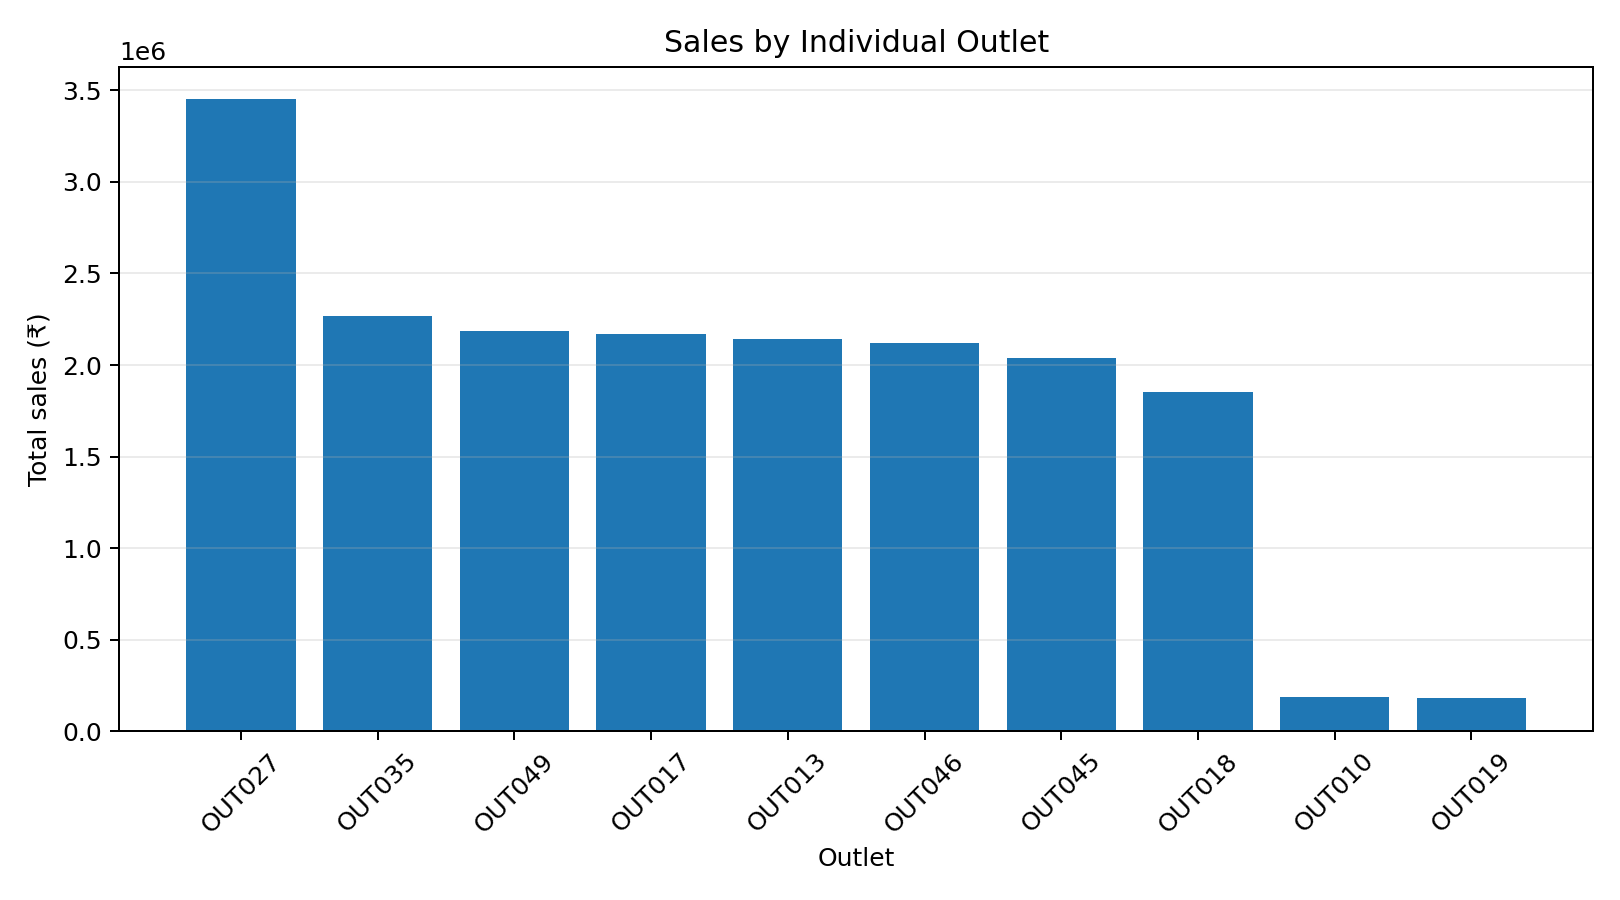 Sales by Individual Outlet
1e6
3.5
3.0
2.5
2.0
1.5
1.0
0.5
0.0
Total sales (₹)
OUT027
OUT035
OUT049
OUT017
OUT013
OUT046
OUT045
OUT018
OUT010
OUT019
Outlet